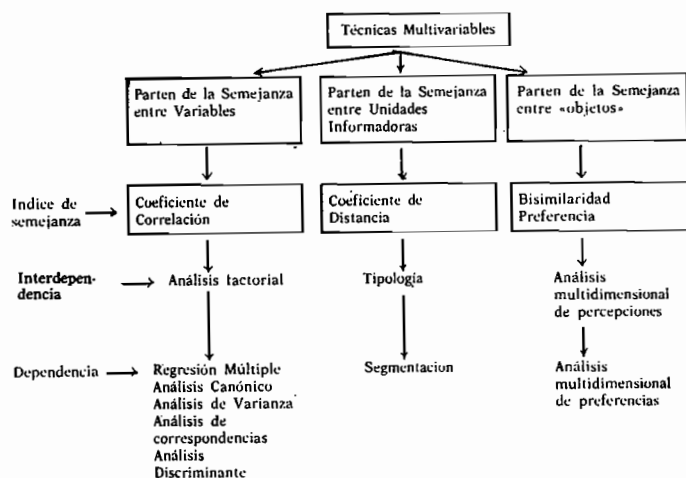 Técnicas Multivariables
Parten de la Semejanza
entre Variables
Parten de la Semejanza
entre Unidades
Informadoras
Parten de la Semejanza
entre «objetos»
Indice de
semejanza
Coeficiente de
Correlación
Coeficiente de
Distancia
Bisimilaridad
Preferencia
Interdepen-
dencia
Análisis factorial
Tipología
Análisis
multidimensional
de percepciones
Dependencia
Regresión Múltiple
Análisis Canónico
Análisis de Varianza
Análisis de
correspondencias
Análisis
Discriminante
Segmentacion
Análisis
multidimensional
de preferencias